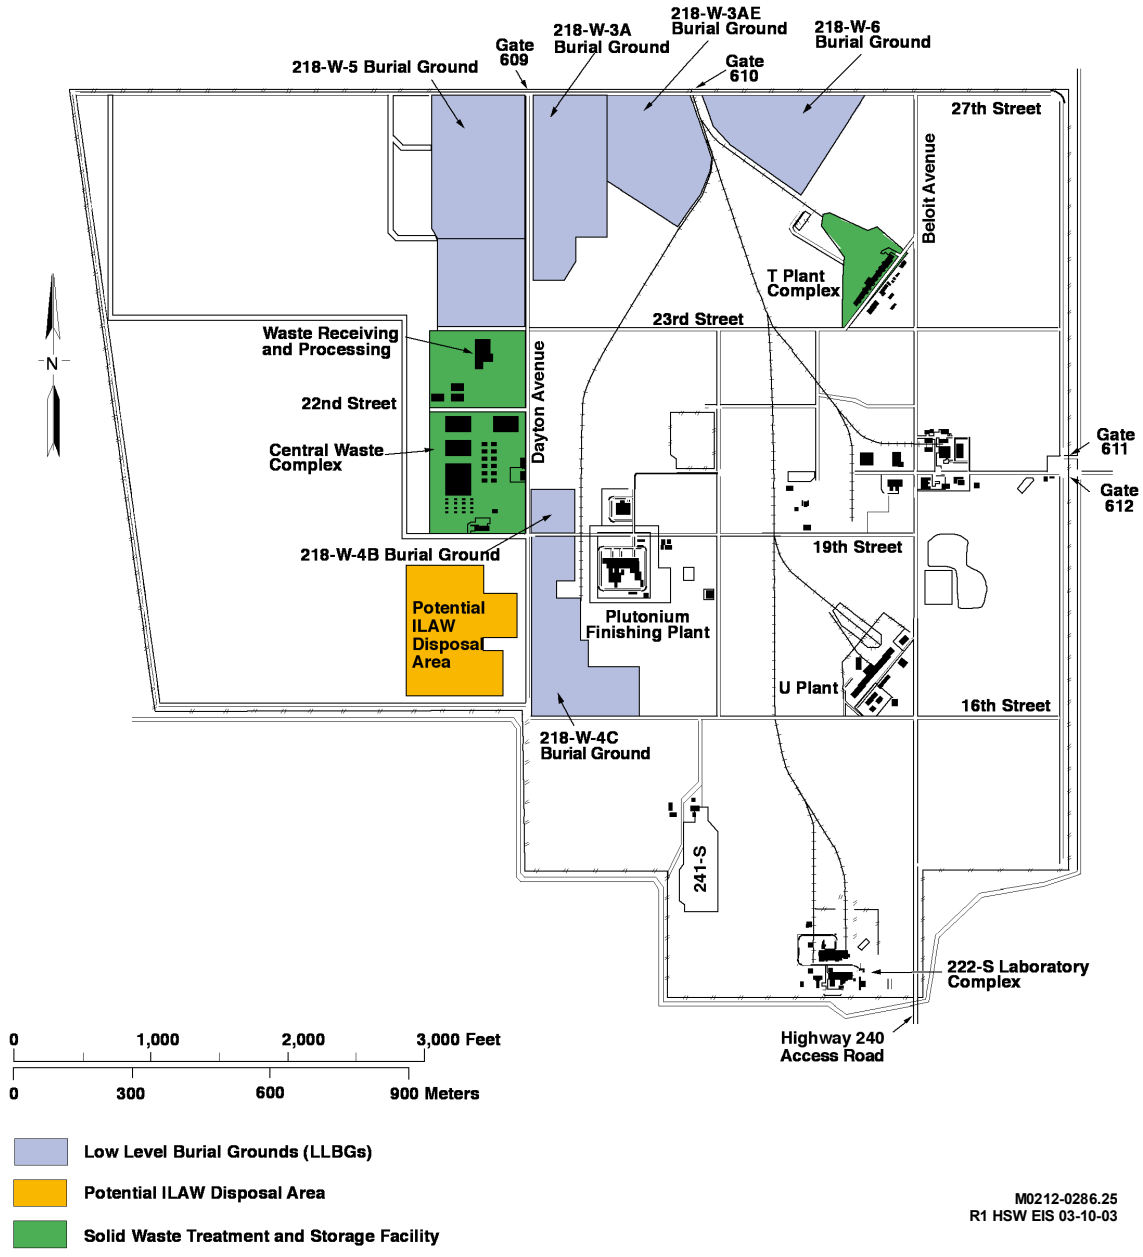 218-W-3AE
Burial Ground
218-W-3A
Burial Ground
218-W-6
Burial Ground
Gate
609
Gate
610
218-W-5 Burial Ground
27th Street
Beloit Avenue
T Plant
Complex
23rd Street
Waste Receiving
and Processing
N
Dayton Avenue
22nd Street
Central Waste
Complex
Gate
611
Gate
612
218-W-4B Burial Ground
19th Street
Potential
ILAW
Disposal
Area
Plutonium
Finishing Plant
U Plant
16th Street
218-W-4C
Burial Ground
241-S
222-S Laboratory
Complex
Highway 240
Access Road
0 1,000 2,000 3,000 Feet
0 300 600 900 Meters
Low Level Burial Grounds (LLBGs)
Potential ILAW Disposal Area
Solid Waste Treatment and Storage Facility
M0212-0286.25
R1 HSW EIS 03-10-03